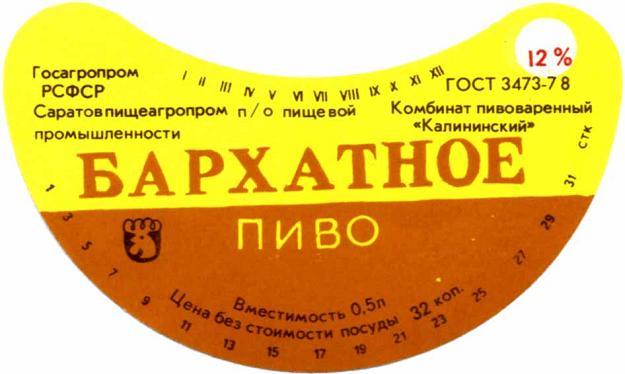 12 %
I II III IV V VI VII VIII IX X XI XII
Госагропром
РСФСР
ГОСТ 3473-78
Саратовпищеагропром п/о пищевой
промышленности
Комбинат пивоваренный
«Калининский»
БАРХАТНОЕ
ПИВО
1 3 5 7 9 11 13 15 17 19 21 23 25 27 29 31 СТК
Вместимость 0,5л
Цена без стоимости посуды 32 коп.